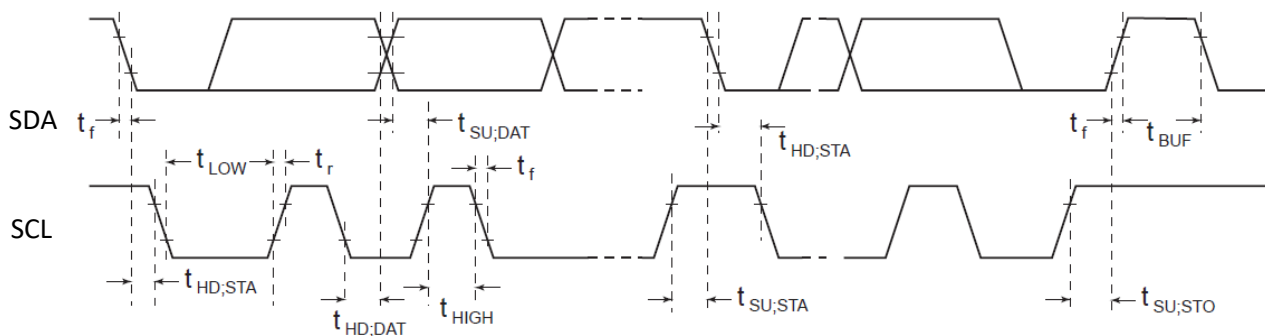 SDA t_f t_SU;DAT t_f t_BUF
t_HD;STA
t_LOW t_r t_f
SCL
t_HD;STA t_HD;DAT t_HIGH t_SU;STA t_SU;STO